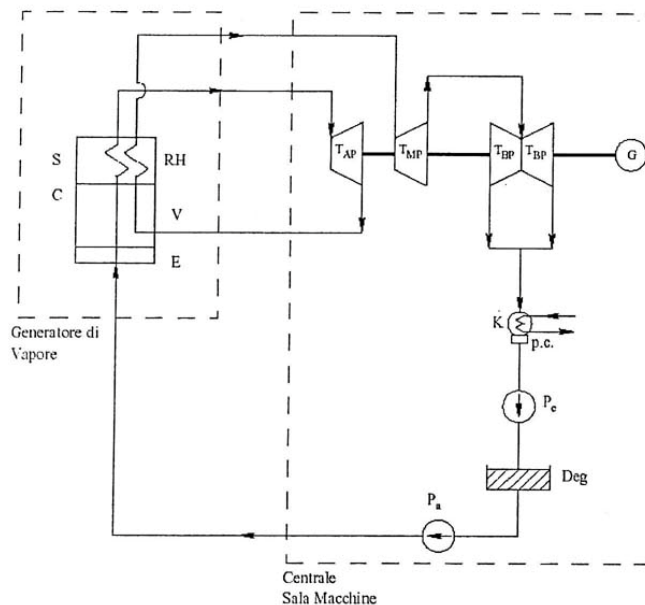 S
RH
C
V
E
T_AP
T_MP
T_BP
T_BP
G
Generatore di
Vapore
K
p.c.
P_e
Deg
P_a
Centrale
Sala Macchine